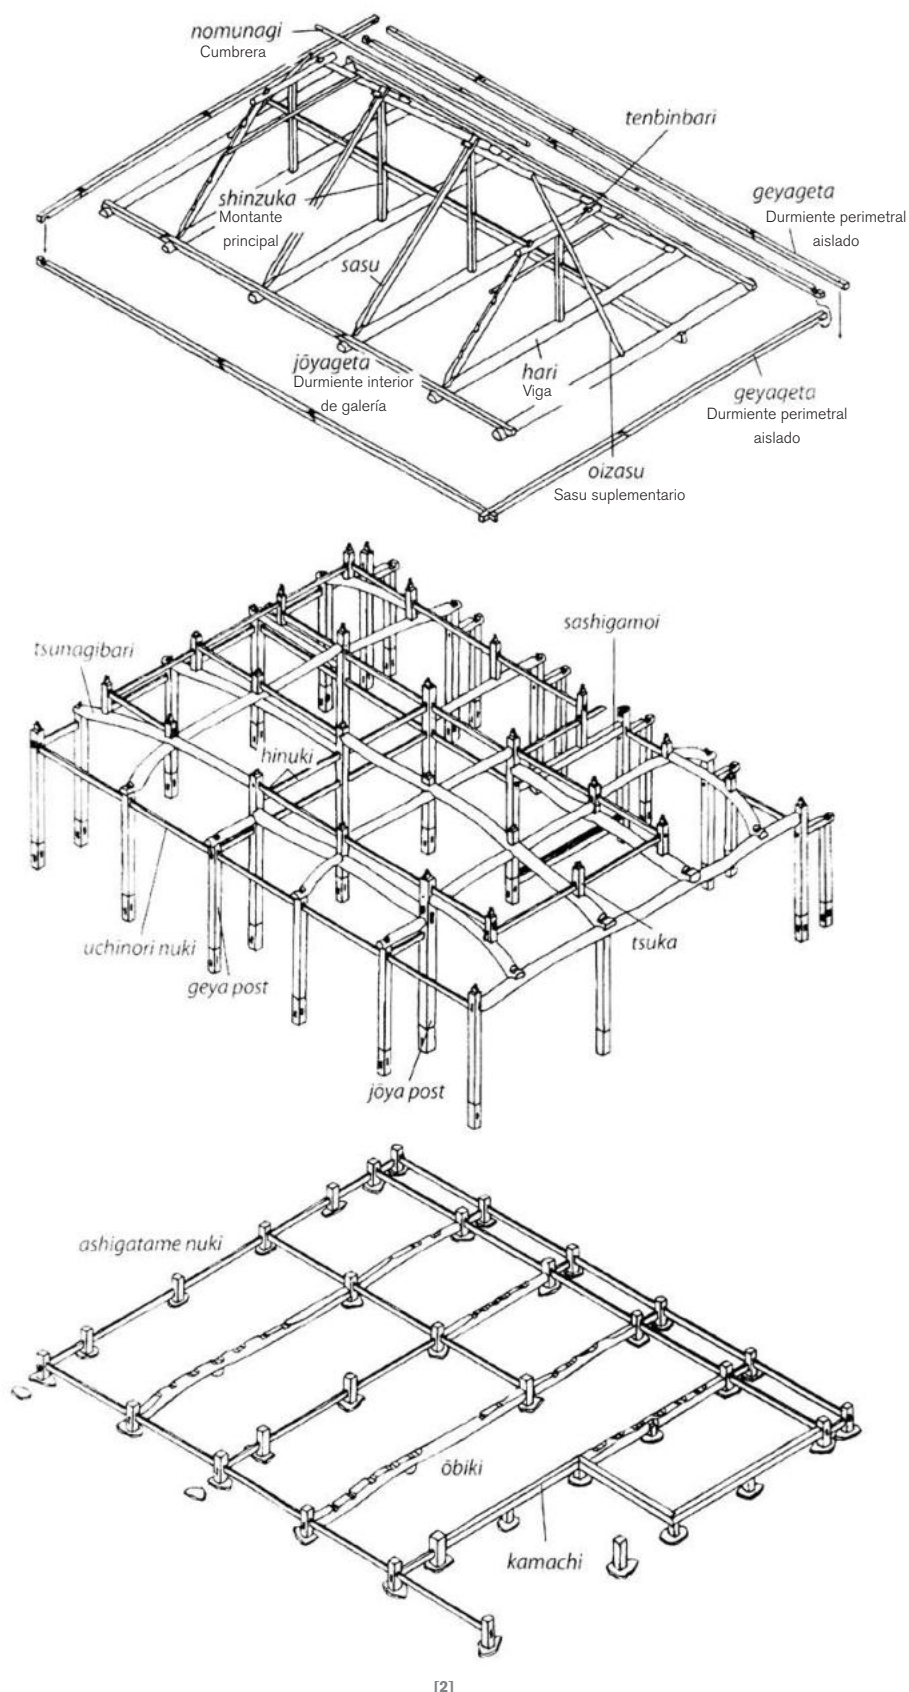 nomunagi
Cumbrera
tenbinbari
shinzuka
Montante
principal
geyageta
Durmiente perimetral
aislado
sasu
jōyageta
Durmiente interior
de galería
hari
Viga
geyaqeta
Durmiente perimetral
aislado
oizasu
Sasu suplementario
sashigamoi
tsunagibari
hinuki
uchinori nuki
geya post
tsuka
jōya post
ashigatame nuki
ōbiki
kamachi
[2]